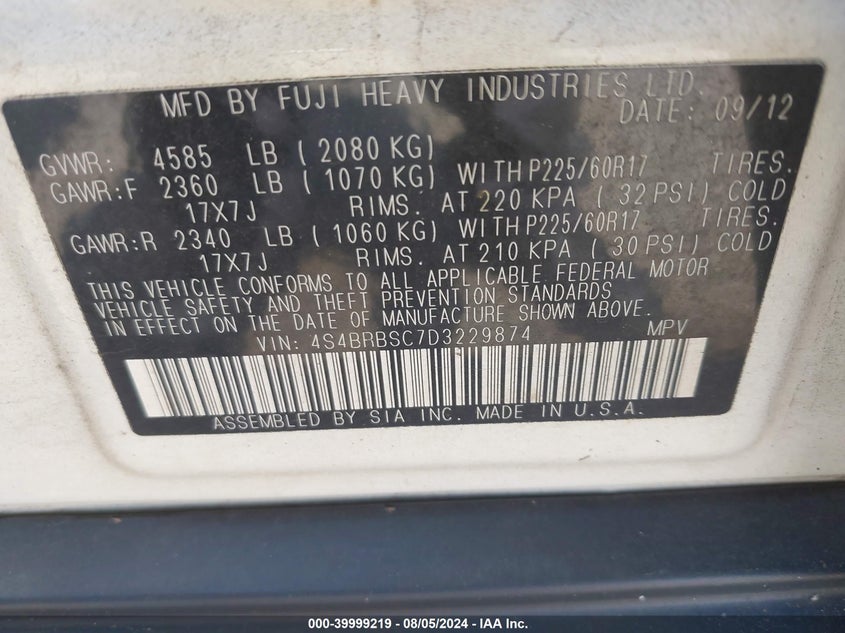 MFD BY FUJI HEAVY INDUSTRIES LTD.
DATE: 09/12
GVWR: 4585 LB ( 2080 KG)
GAWR:F 2360 LB ( 1070 KG) WITH P225/60R17 TIRES.
17X7J RIMS. AT 220 KPA ( 32 PSI) COLD
GAWR:R 2340 LB ( 1060 KG) WITH P225/60R17 TIRES.
17X7J RIMS. AT 210 KPA ( 30 PSI) COLD
THIS VEHICLE CONFORMS TO ALL APPLICABLE FEDERAL MOTOR
VEHICLE SAFETY AND THEFT PREVENTION STANDARDS
IN EFFECT ON THE DATE OF MANUFACTURE SHOWN ABOVE.
VIN: 4S4BRBSC7D3229874 MPV
ASSEMBLED BY SIA INC. MADE IN U.S.A.
000-39999219 - 08/05/2024 - IAA Inc.